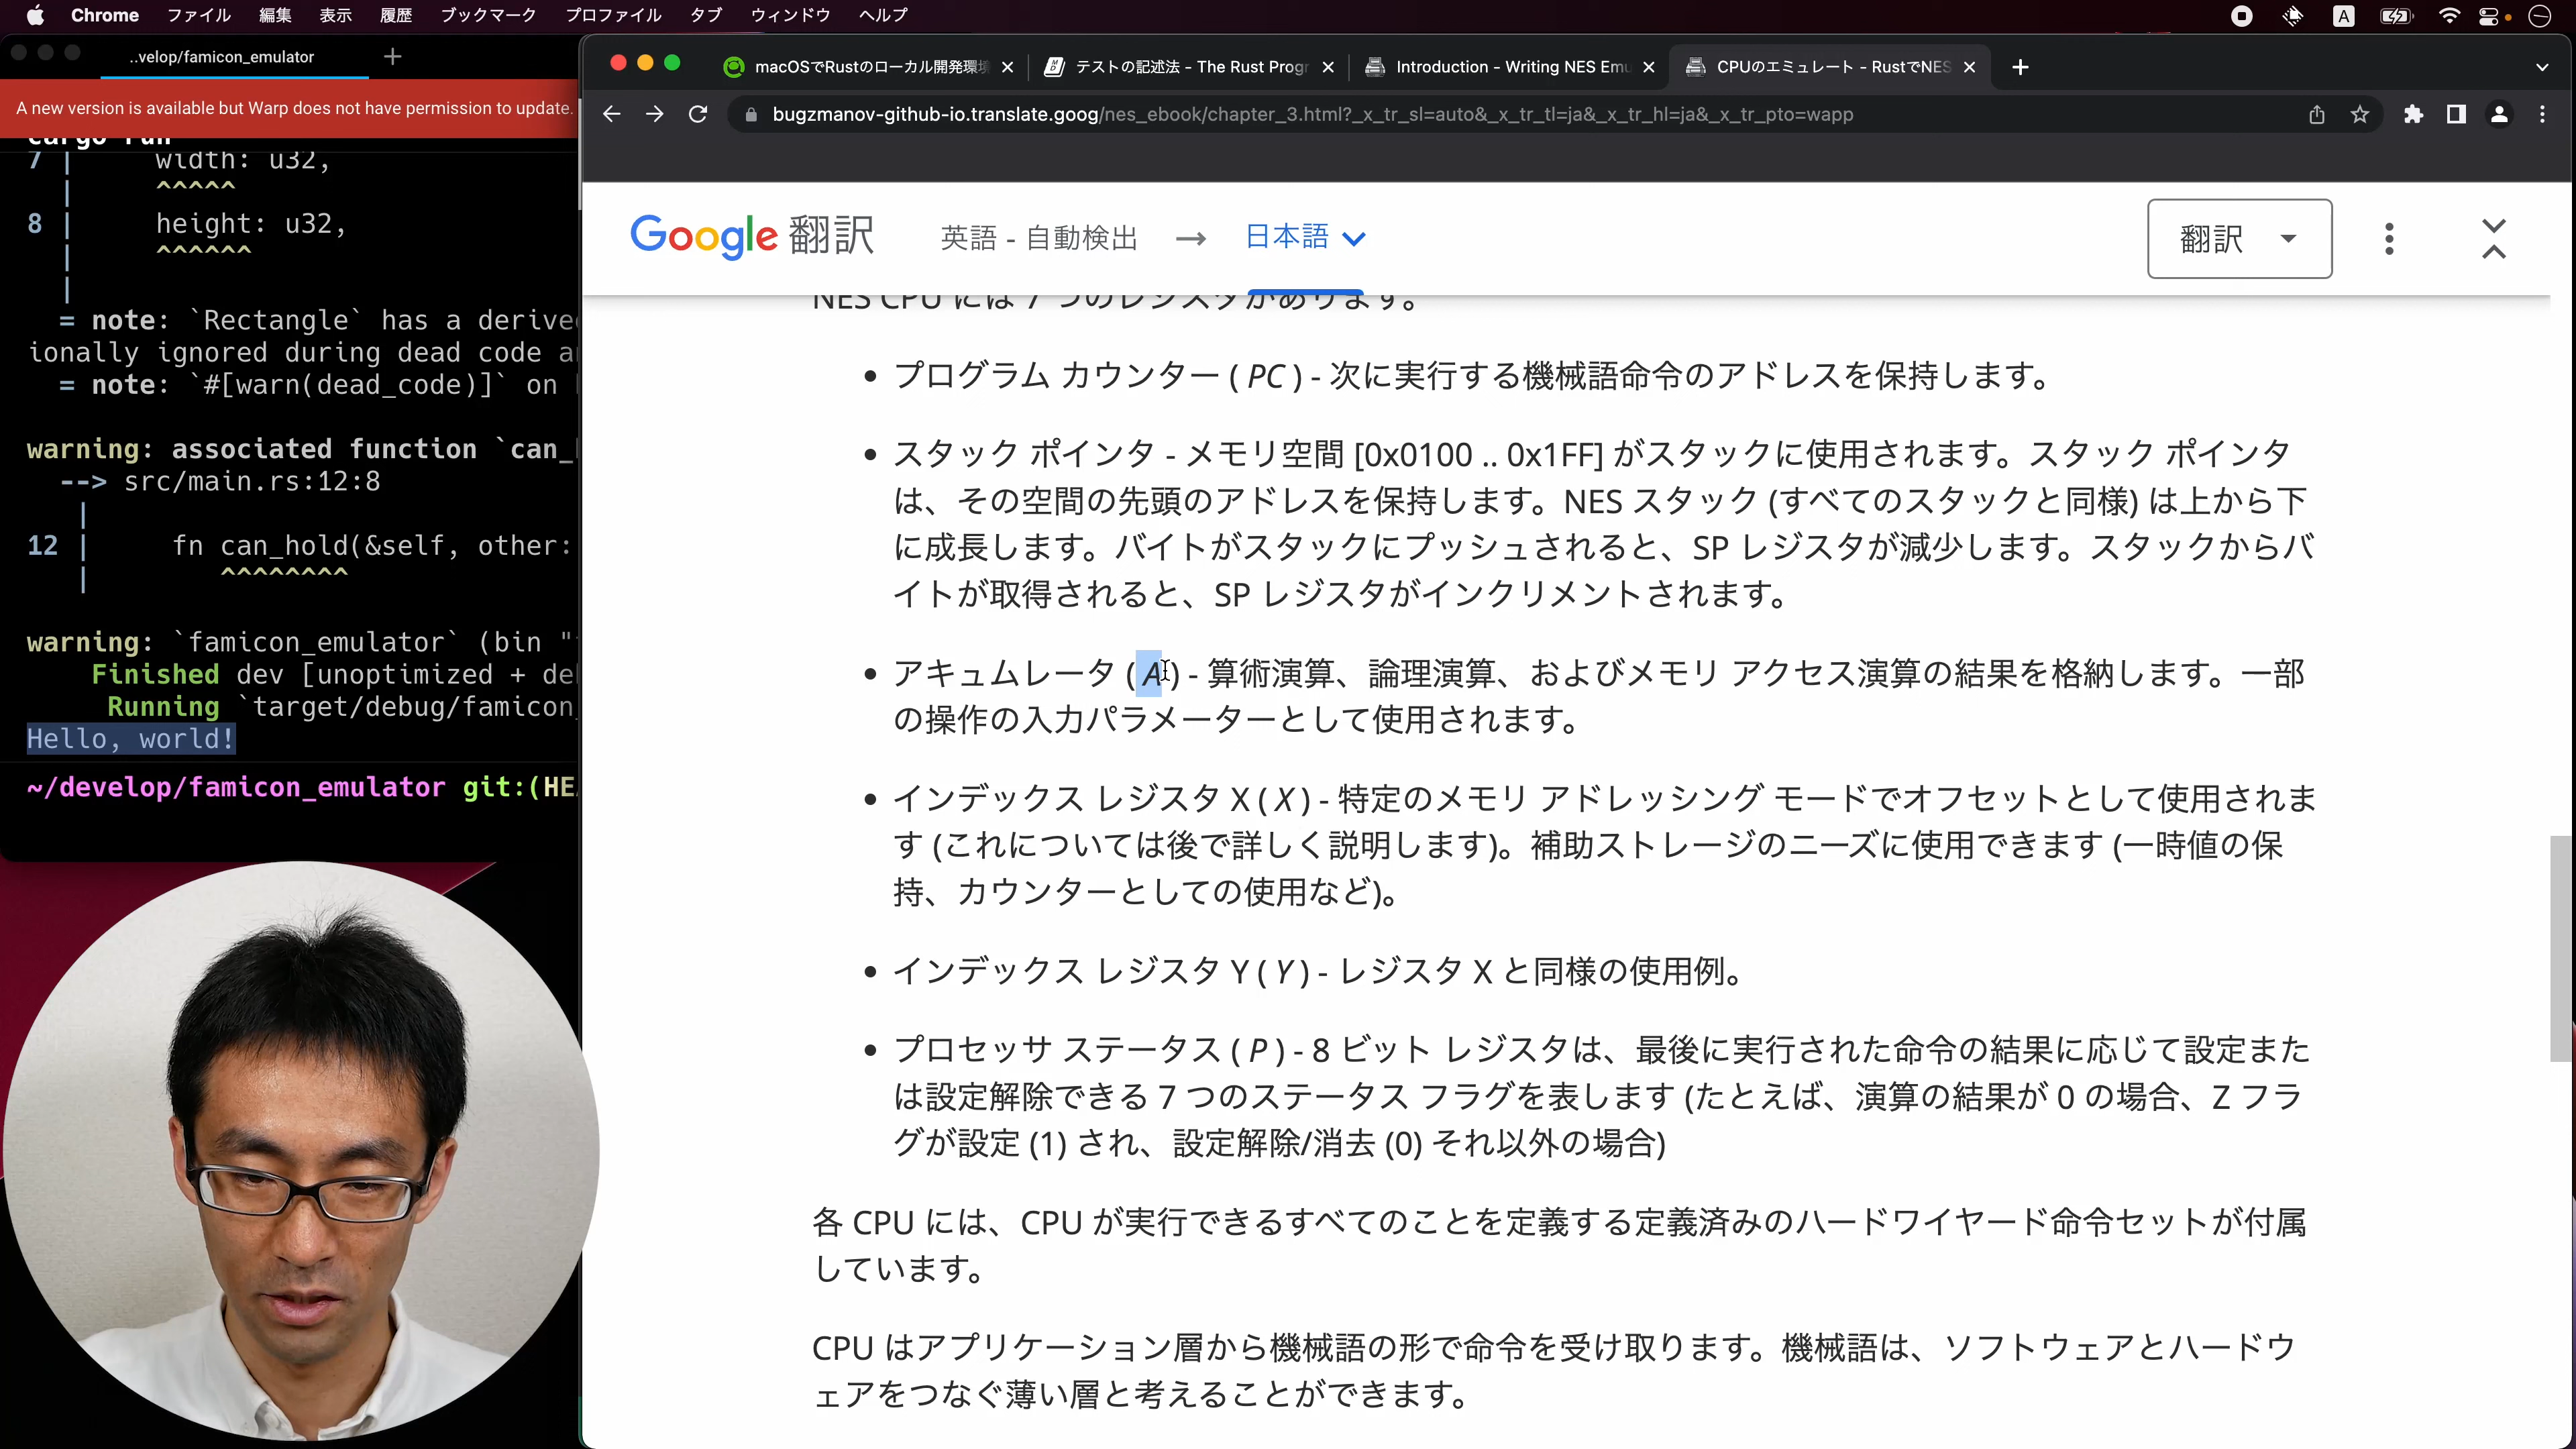 Chrome ファイル 編集 表示 履歴 ブックマーク プロファイル タブ ウィンドウ ヘルプ
A
..velop/famicon_emulator
A new version is available but Warp does not have permission to update.
cargo run
7 | width: u32,
| ^^^^^
8 | height: u32,
| ^^^^^^
|
= note: `Rectangle` has a derive
ionally ignored during dead code a
= note: `#[warn(dead_code)]` on
warning: associated function `can_
--> src/main.rs:12:8
|
12 | fn can_hold(&self, other:
| ^^^^^^^^
warning: `famicon_emulator` (bin "
Finished dev [unoptimized + de
Running `target/debug/famicon_
Hello, world!
~/develop/famicon_emulator git:(HE
macOSでRustのローカル開発環境
テストの記述法 - The Rust Progr
Introduction - Writing NES Emu
CPUのエミュレート - RustでNES
bugzmanov-github-io.translate.goog/nes_ebook/chapter_3.html?_x_tr_sl=auto&_x_tr_tl=ja&_x_tr_hl=ja&_x_tr_pto=wapp
Google 翻訳 英語 - 自動検出 → 日本語
翻訳
NES CPU には 7 つのレジスタがあります。
• プログラム カウンター ( PC ) - 次に実行する機械語命令のアドレスを保持します。
• スタック ポインタ - メモリ空間 [0x0100 .. 0x1FF] がスタックに使用されます。スタック ポインタ
は、その空間の先頭のアドレスを保持します。NES スタック (すべてのスタックと同様) は上から下
に成長します。バイトがスタックにプッシュされると、SP レジスタが減少します。スタックからバ
イトが取得されると、SP レジスタがインクリメントされます。
• アキュムレータ ( A ) - 算術演算、論理演算、およびメモリ アクセス演算の結果を格納します。一部
の操作の入力パラメーターとして使用されます。
• インデックス レジスタ X ( X ) - 特定のメモリ アドレッシング モードでオフセットとして使用されま
す (これについては後で詳しく説明します)。補助ストレージのニーズに使用できます (一時値の保
持、カウンターとしての使用など)。
• インデックス レジスタ Y ( Y ) - レジスタ X と同様の使用例。
• プロセッサ ステータス ( P ) - 8 ビット レジスタは、最後に実行された命令の結果に応じて設定また
は設定解除できる 7 つのステータス フラグを表します (たとえば、演算の結果が 0 の場合、Z フラ
グが設定 (1) され、設定解除/消去 (0) それ以外の場合)
各 CPU には、CPU が実行できるすべてのことを定義する定義済みのハードワイヤード命令セットが付属
しています。
CPU はアプリケーション層から機械語の形で命令を受け取ります。機械語は、ソフトウェアとハードウ
ェアをつなぐ薄い層と考えることができます。